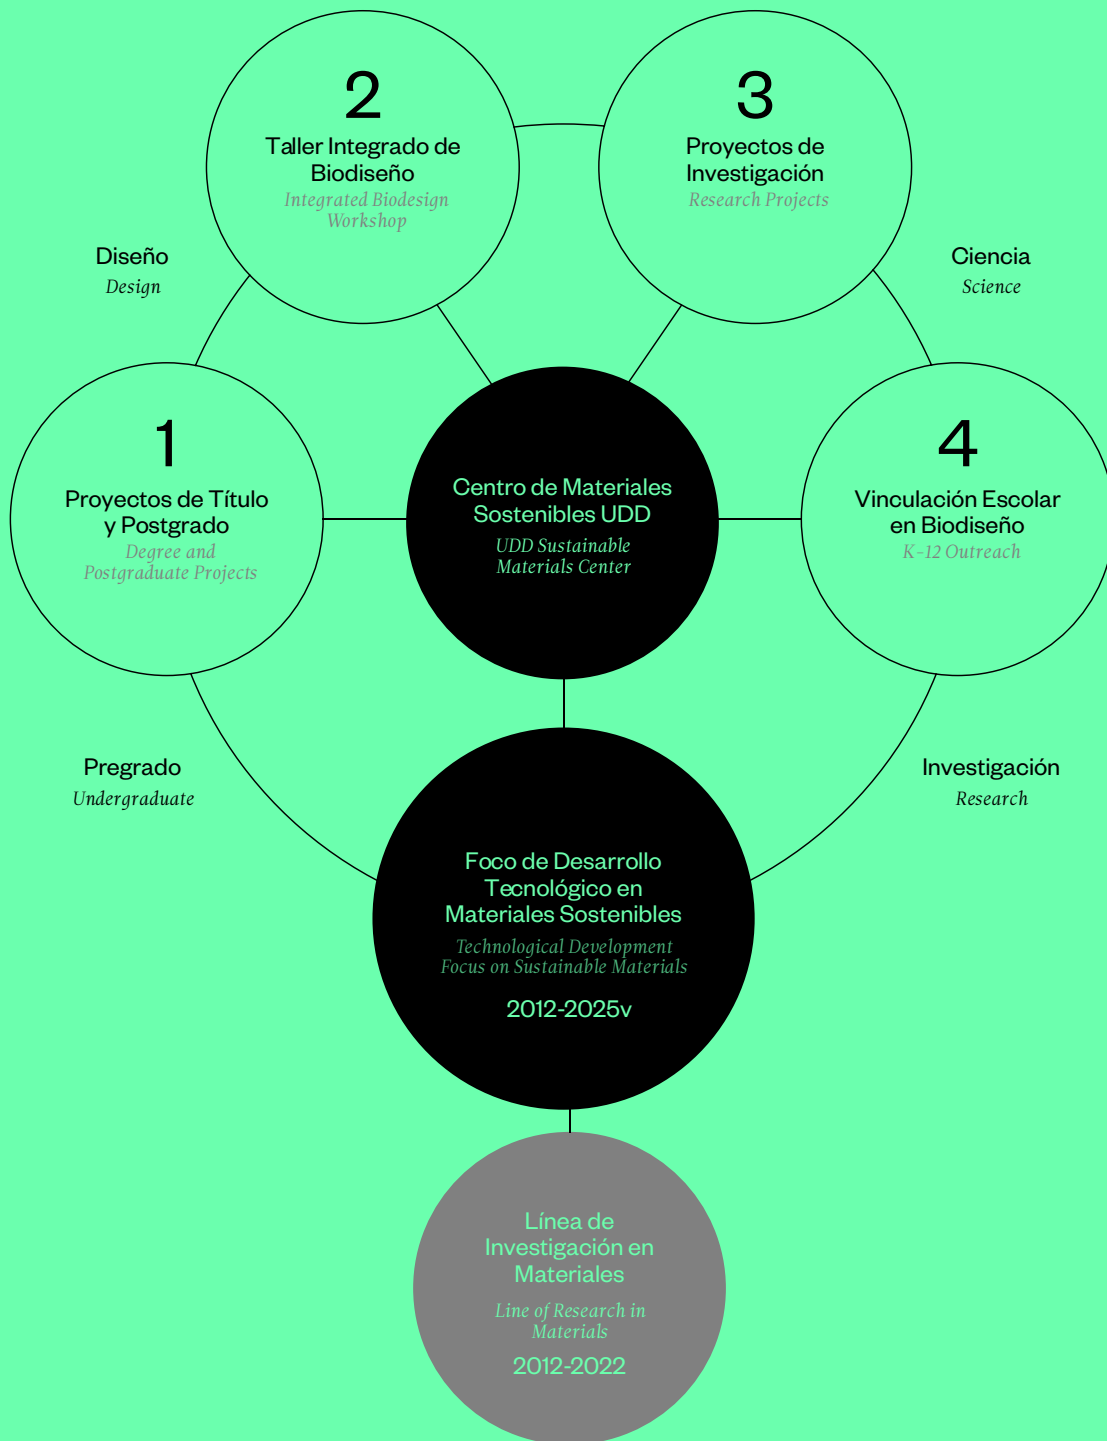 2
Taller Integrado de
Biodiseño
Integrated Biodesign
Workshop
3
Proyectos de
Investigación
Research Projects
Diseño
Design
Ciencia
Science
1
Proyectos de Título
y Postgrado
Degree and
Postgraduate Projects
Centro de Materiales
Sostenibles UDD
UDD Sustainable
Materials Center
4
Vinculación Escolar
en Biodiseño
K-12 Outreach
Pregrado
Undergraduate
Investigación
Research
Foco de Desarrollo
Tecnológico en
Materiales Sostenibles
Technological Development
Focus on Sustainable Materials
2012-2025v
Línea de
Investigación en
Materiales
Line of Research in
Materials
2012-2022